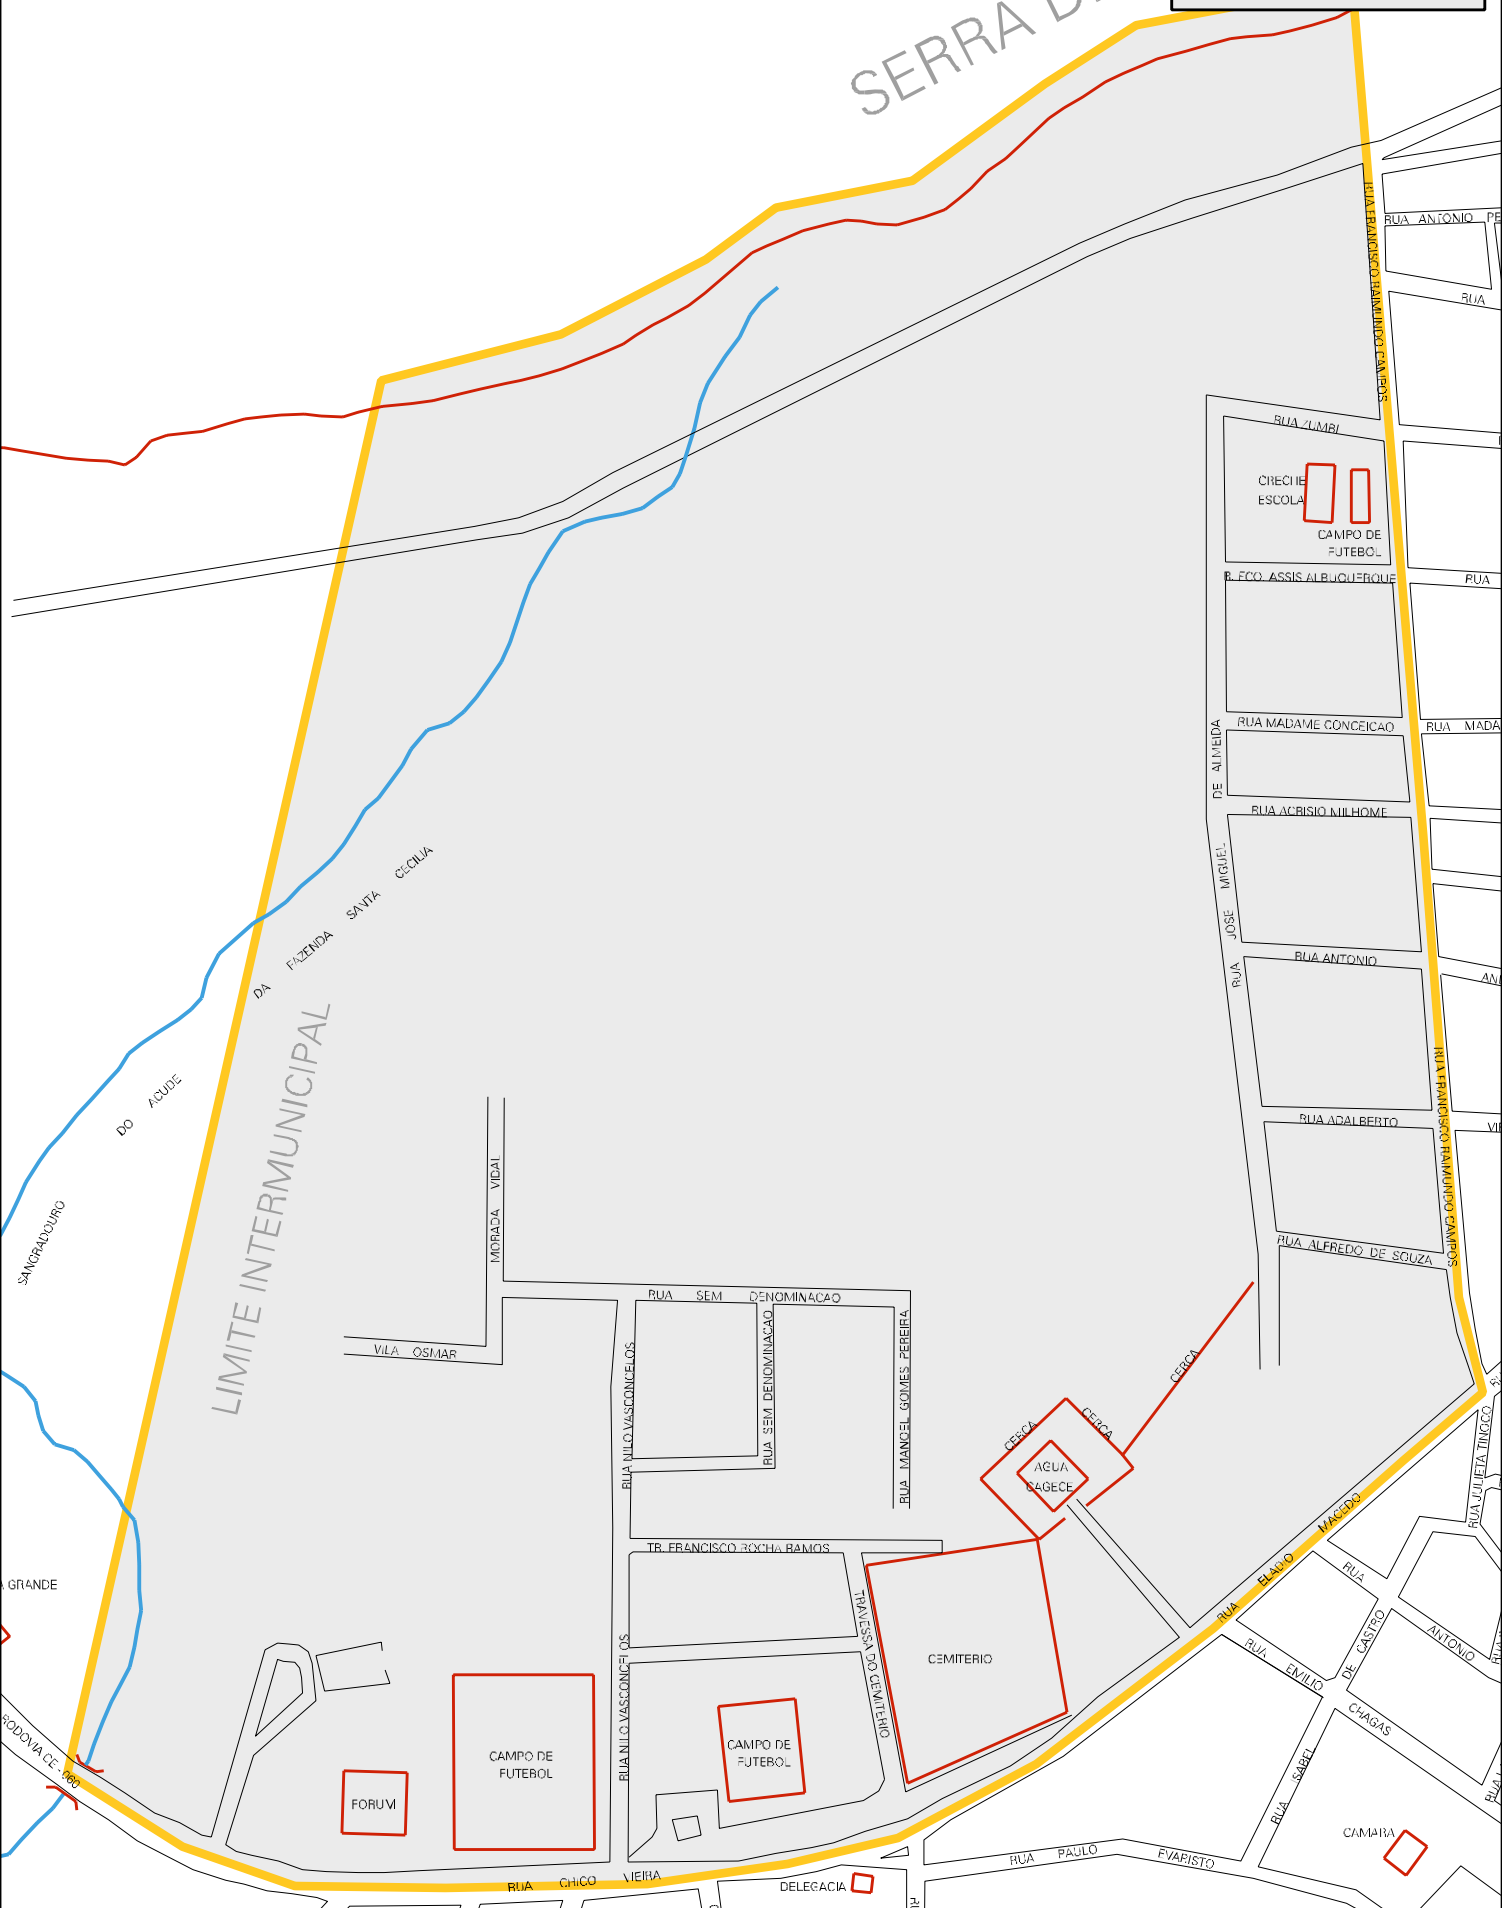 SERRA D
RUA FRANCISCO RAIMUNDO CAMPOS
RUA ANTONIO PE
RUA
RUA ZUMBI
CRECHE
ESCOLA
CAMPO DE
FUTEBOL
R. FCO. ASSIS ALBUQUERQUE
RUA
RUA MADAME CONCEICAO
RUA MADA
RUA ACRISIO MILHOME
RUA JOSE MIGUEL DE ALMEIDA
RUA ANTONIO
RUA ADALBERTO
RUA FRANCISCO RAIMUNDO CAMPOS
RUA ALFREDO DE SOUZA
SANGRADOURO DO ACUDE DA FAZENDA SANTA CECILIA
LIMITE INTERMUNICIPAL
MORADA VIDAL
VILA OSMAR
RUA SEM DENOMINACAO
RUA NILO VASCONCELOS
RUA SEM DENOMINACAO
RUA MANOEL GOMES PEREIRA
CERCA
CERCA
CERCA
AGUA
CAGECE
TR. FRANCISCO ROCHA RAMOS
TRAVESSA DO CEMITERIO
CEMITERIO
RUA ELADIO MACEDO
RUA JULIETA TINOCO
RUA
ANTONIO
RUA EMILIO
DE CASTRO
CHAGAS
RUA ISABEL
A GRANDE
RODOVIA CE - 060
FORUM
CAMPO DE
FUTEBOL
RUA NILO VASCONCELOS
CAMPO DE
FUTEBOL
RUA CHICO VIEIRA
DELEGACIA
RUA PAULO EVARISTO
CAMARA